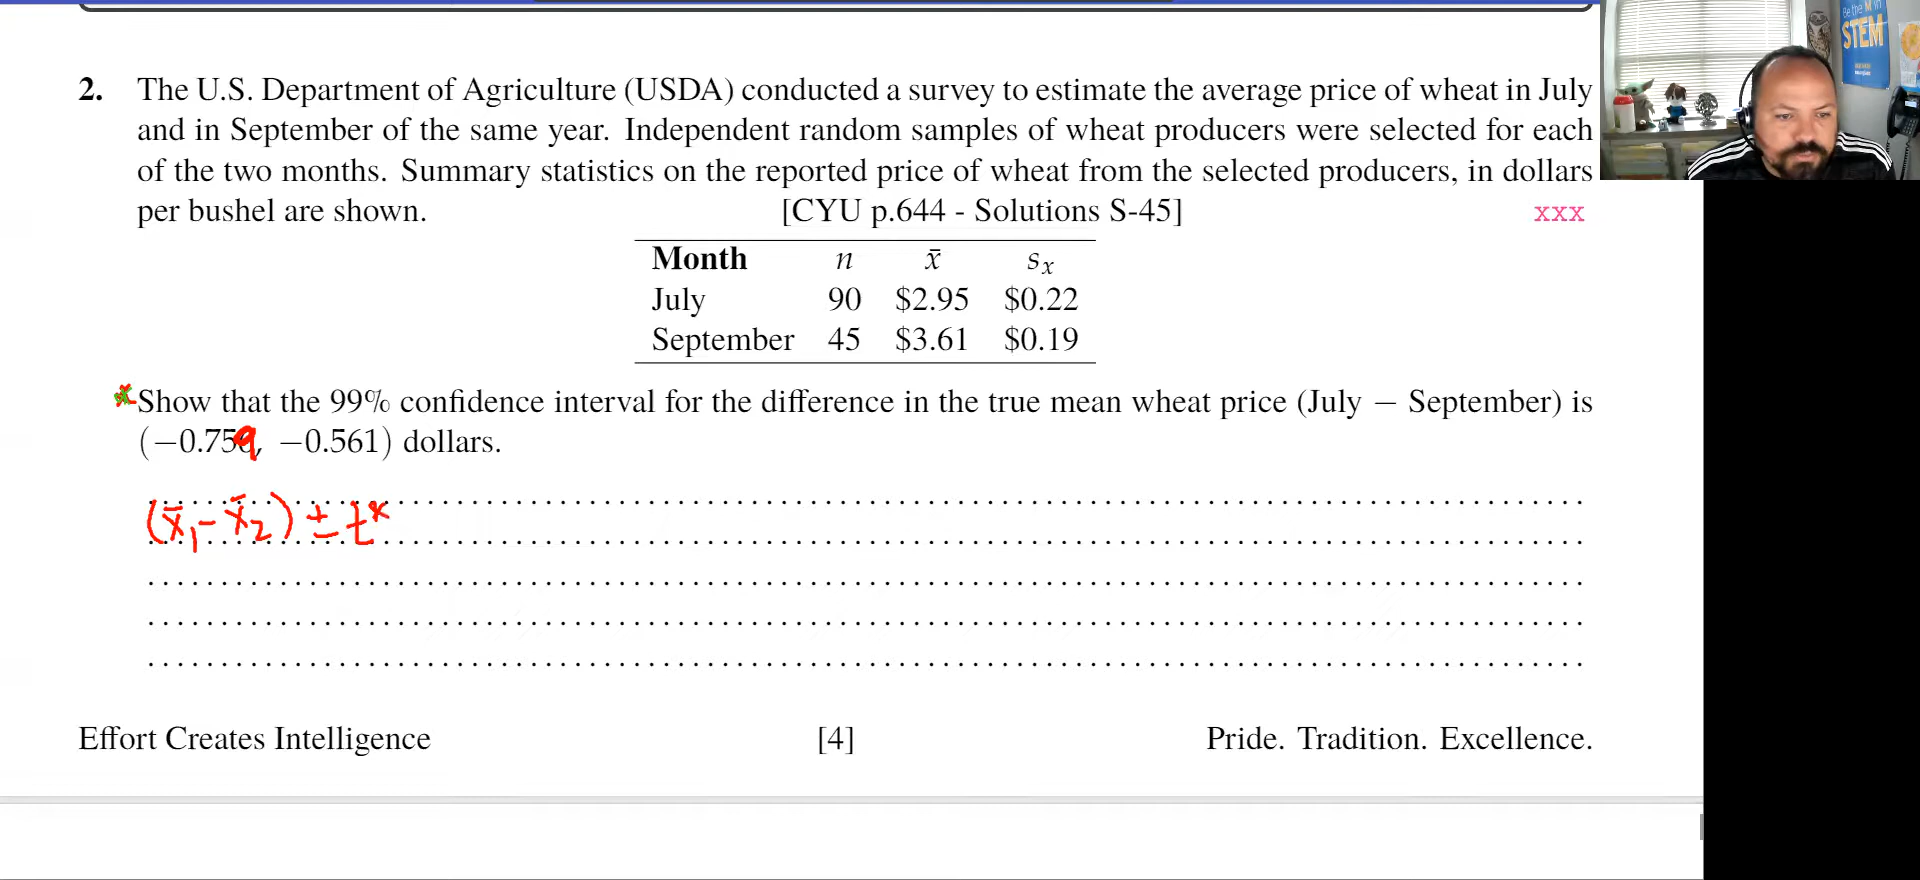 2. The U.S. Department of Agriculture (USDA) conducted a survey to estimate the average price of wheat in July
and in September of the same year. Independent random samples of wheat producers were selected for each
of the two months. Summary statistics on the reported price of wheat from the selected producers, in dollars
per bushel are shown. [CYU p.644 - Solutions S-45] xxx
Month n x̄ sₓ
July 90 $2.95 $0.22
September 45 $3.61 $0.19
Show that the 99% confidence interval for the difference in the true mean wheat price (July − September) is
(−0.759, −0.561) dollars.
(x̄₁-x̄₂) ± t*
Effort Creates Intelligence [4] Pride. Tradition. Excellence.
Be the M in
STEM